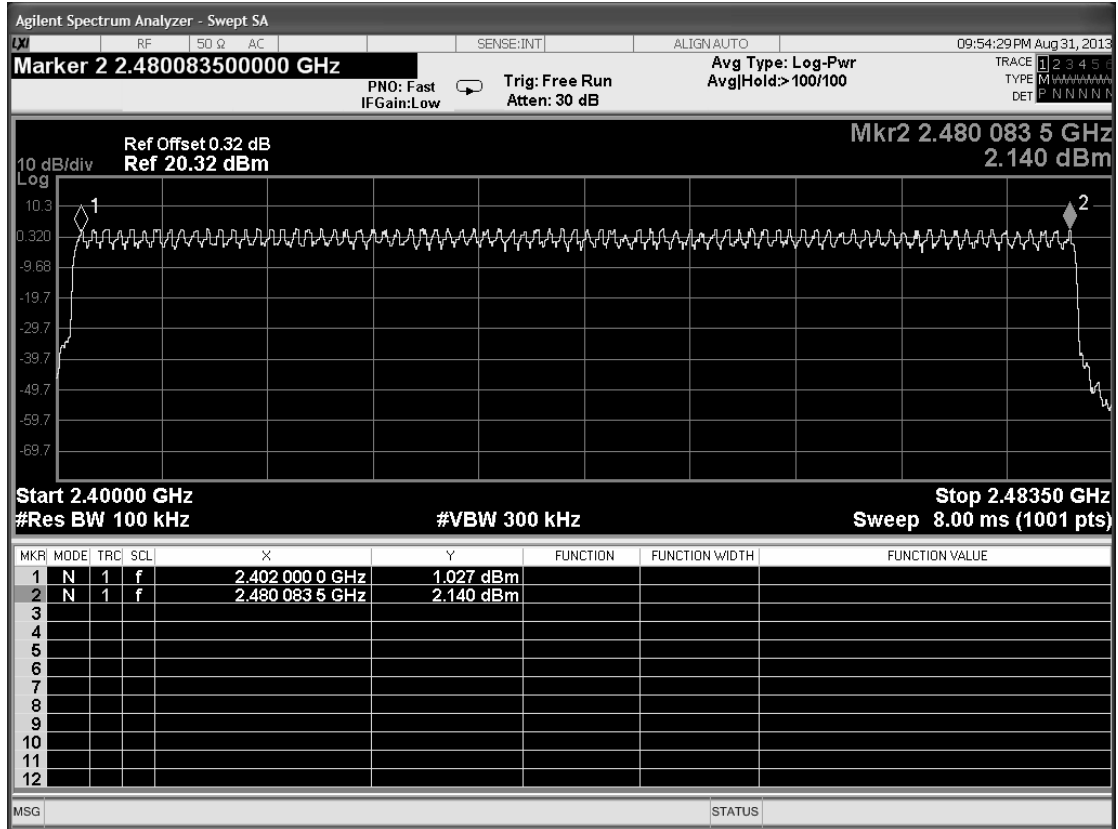 Agilent Spectrum Analyzer - Swept SA
LXI RF 50 Ω AC SENSE:INT ALIGN AUTO 09:54:29 PM Aug 31, 2013
Marker 2 2.480083500000 GHz
PNO: Fast
IFGain:Low
Trig: Free Run
Atten: 30 dB
Avg Type: Log-Pwr
Avg|Hold:>100/100
TRACE 1 2 3 4 5 6
TYPE M
DET P N N N N N
Mkr2 2.480 083 5 GHz
2.140 dBm
Ref Offset 0.32 dB
10 dB/div Ref 20.32 dBm
Log
10.3
0.320
-9.68
-19.7
-29.7
-39.7
-49.7
-59.7
-69.7
1
2
Start 2.40000 GHz Stop 2.48350 GHz
#Res BW 100 kHz #VBW 300 kHz Sweep 8.00 ms (1001 pts)
MKR MODE TRC SCL X Y FUNCTION FUNCTION WIDTH FUNCTION VALUE
1 N 1 f 2.402 000 0 GHz 1.027 dBm
2 N 1 f 2.480 083 5 GHz 2.140 dBm
3
4
5
6
7
8
9
10
11
12
MSG STATUS